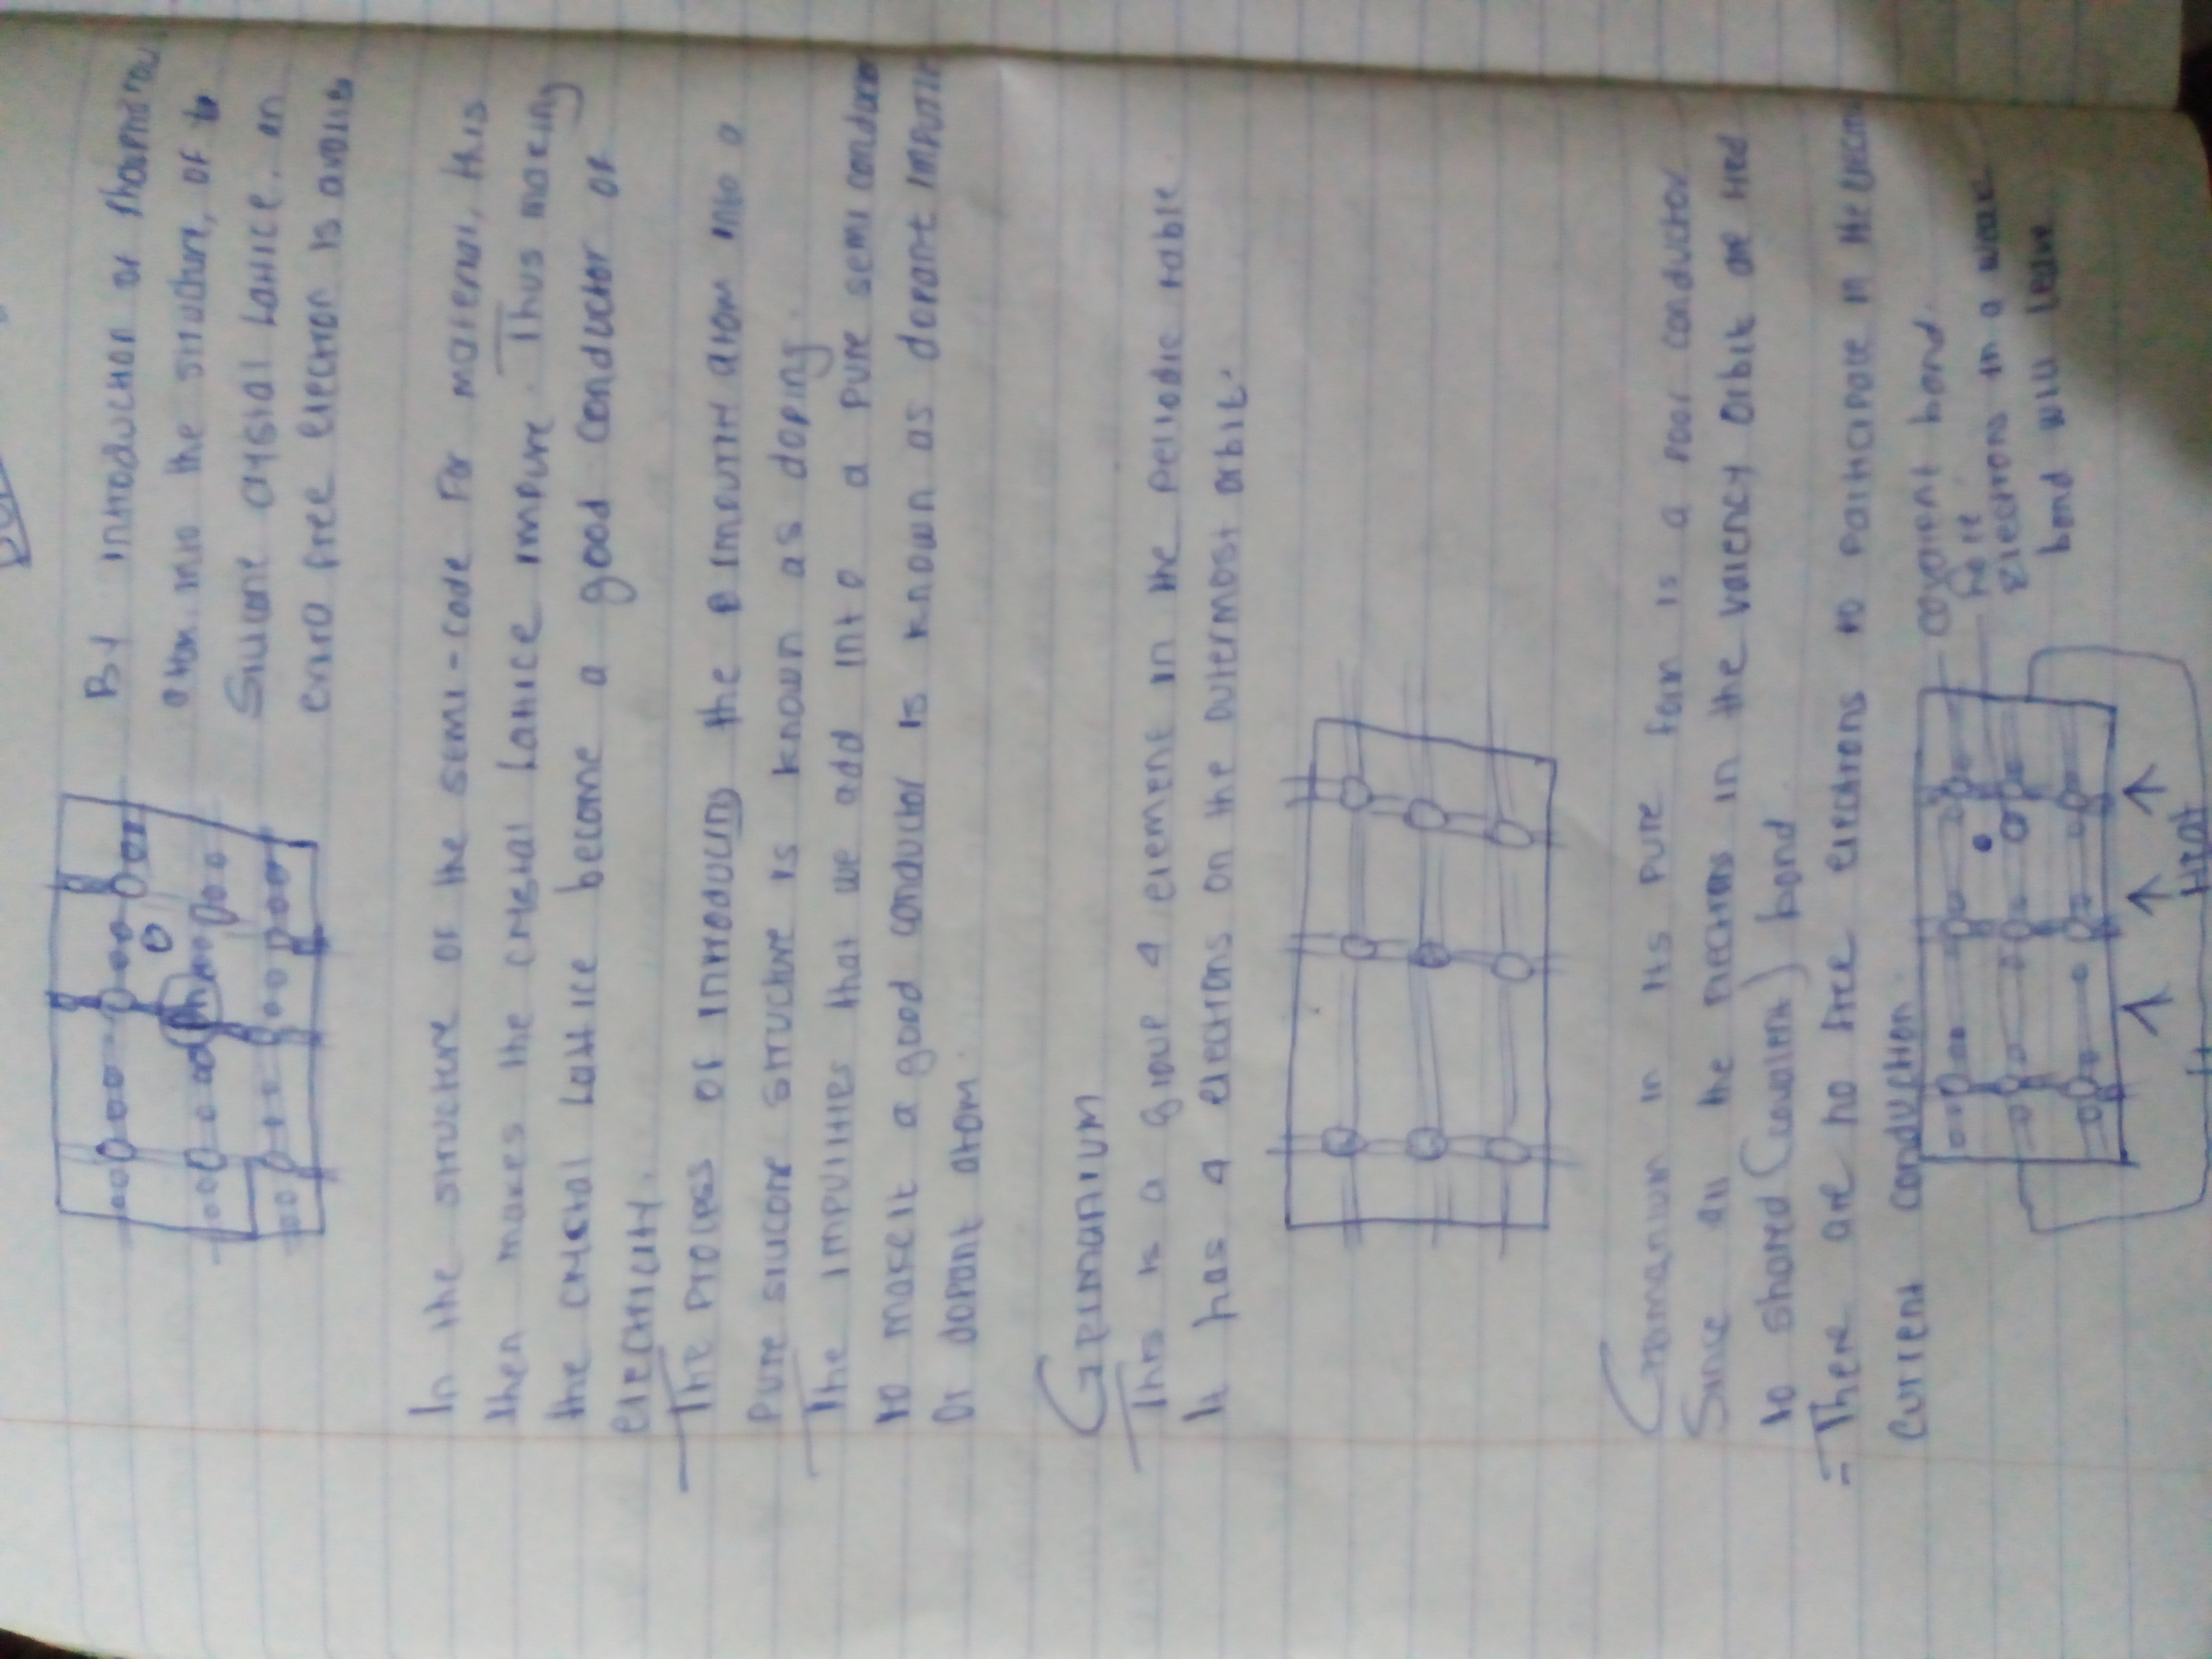 By introduction of Phosphorou
atom into the structure, of
Silicone crystal Lattice. an
extra free electron is availe
Ph
In the structure of the semi-code For material, this
then makes the crystal Lattice impure. Thus making
the crystal Lattice become a good conductor of
electricity.
The process of introducing the impurity atom into a
pure silicone structure is known as doping.
The impurities that we add into a pure semi conductor
to make it a good conductor is known as dopant impurity
or dopant atom.
Germanium
This is a group 4 element in the periodic table
It has 4 electrons on the outermost orbit.
Germanium in its pure form is a poor conductor
Since all the electrons in the valency orbit are tied
to shared (covalent) bond
= There are no free electrons to participate in the
current conduction.
covalent bond.
hole
electrons in a weak
bond will leave
Heat